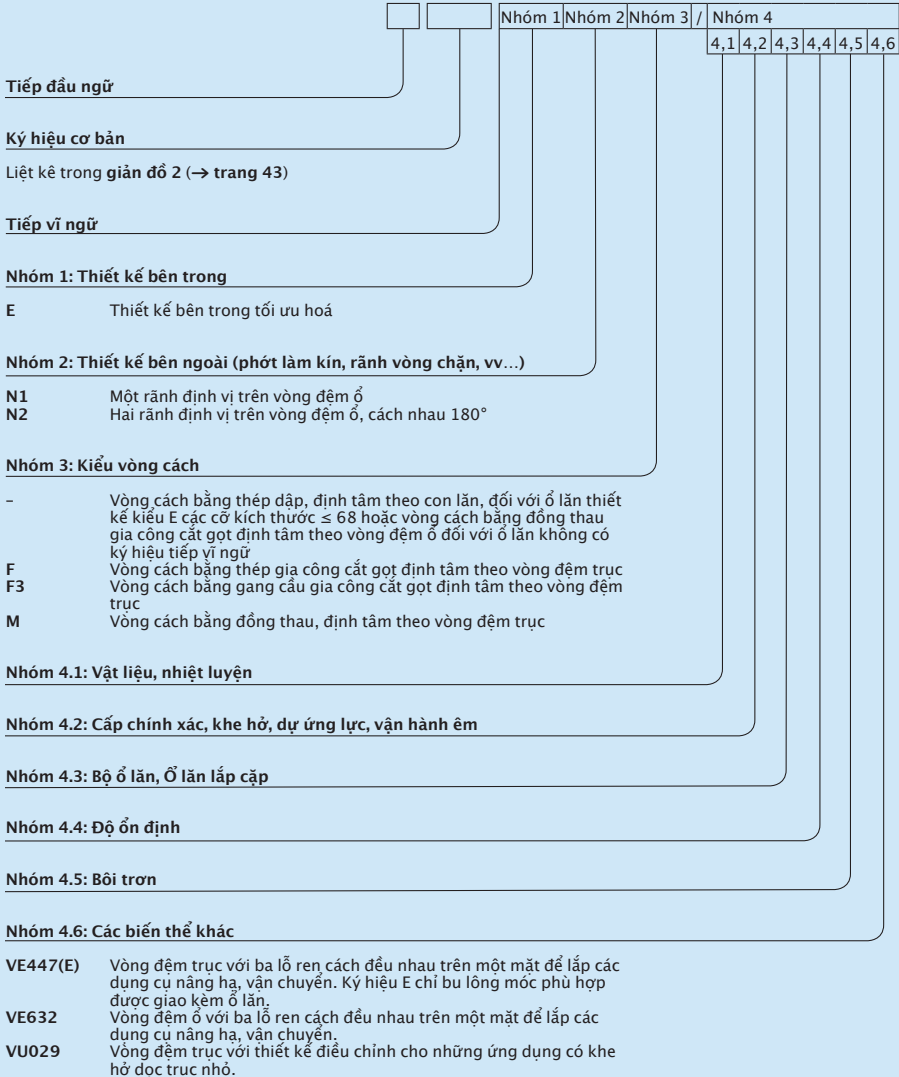 Nhóm 1 Nhóm 2 Nhóm 3 / Nhóm 4
4,1 4,2 4,3 4,4 4,5 4,6
Tiếp đầu ngữ
Ký hiệu cơ bản
Liệt kê trong giản đồ 2 (→ trang 43)
Tiếp vĩ ngữ
Nhóm 1: Thiết kế bên trong
E Thiết kế bên trong tối ưu hoá
Nhóm 2: Thiết kế bên ngoài (phớt làm kín, rãnh vòng chặn, vv…)
N1 Một rãnh định vị trên vòng đệm ổ
N2 Hai rãnh định vị trên vòng đệm ổ, cách nhau 180°
Nhóm 3: Kiểu vòng cách
– Vòng cách bằng thép dập, định tâm theo con lăn, đối với ổ lăn thiết
kế kiểu E các cỡ kích thước ≤ 68 hoặc vòng cách bằng đồng thau
gia công cắt gọt định tâm theo vòng đệm ổ đối với ổ lăn không có
ký hiệu tiếp vĩ ngữ
F Vòng cách bằng thép gia công cắt gọt định tâm theo vòng đệm trục
F3 Vòng cách bằng gang cầu gia công cắt gọt định tâm theo vòng đệm
trục
M Vòng cách bằng đồng thau, định tâm theo vòng đệm trục
Nhóm 4.1: Vật liệu, nhiệt luyện
Nhóm 4.2: Cấp chính xác, khe hở, dự ứng lực, vận hành êm
Nhóm 4.3: Bộ ổ lăn, Ổ lăn lắp cặp
Nhóm 4.4: Độ ổn định
Nhóm 4.5: Bôi trơn
Nhóm 4.6: Các biến thể khác
VE447(E) Vòng đệm trục với ba lỗ ren cách đều nhau trên một mặt để lắp các
dụng cụ nâng hạ, vận chuyển. Ký hiệu E chỉ bu lông móc phù hợp
được giao kèm ổ lăn.
VE632 Vòng đệm ổ với ba lỗ ren cách đều nhau trên một mặt để lắp các
dụng cụ nâng hạ, vận chuyển.
VU029 Vòng đệm trục với thiết kế điều chỉnh cho những ứng dụng có khe
hở dọc trục nhỏ.